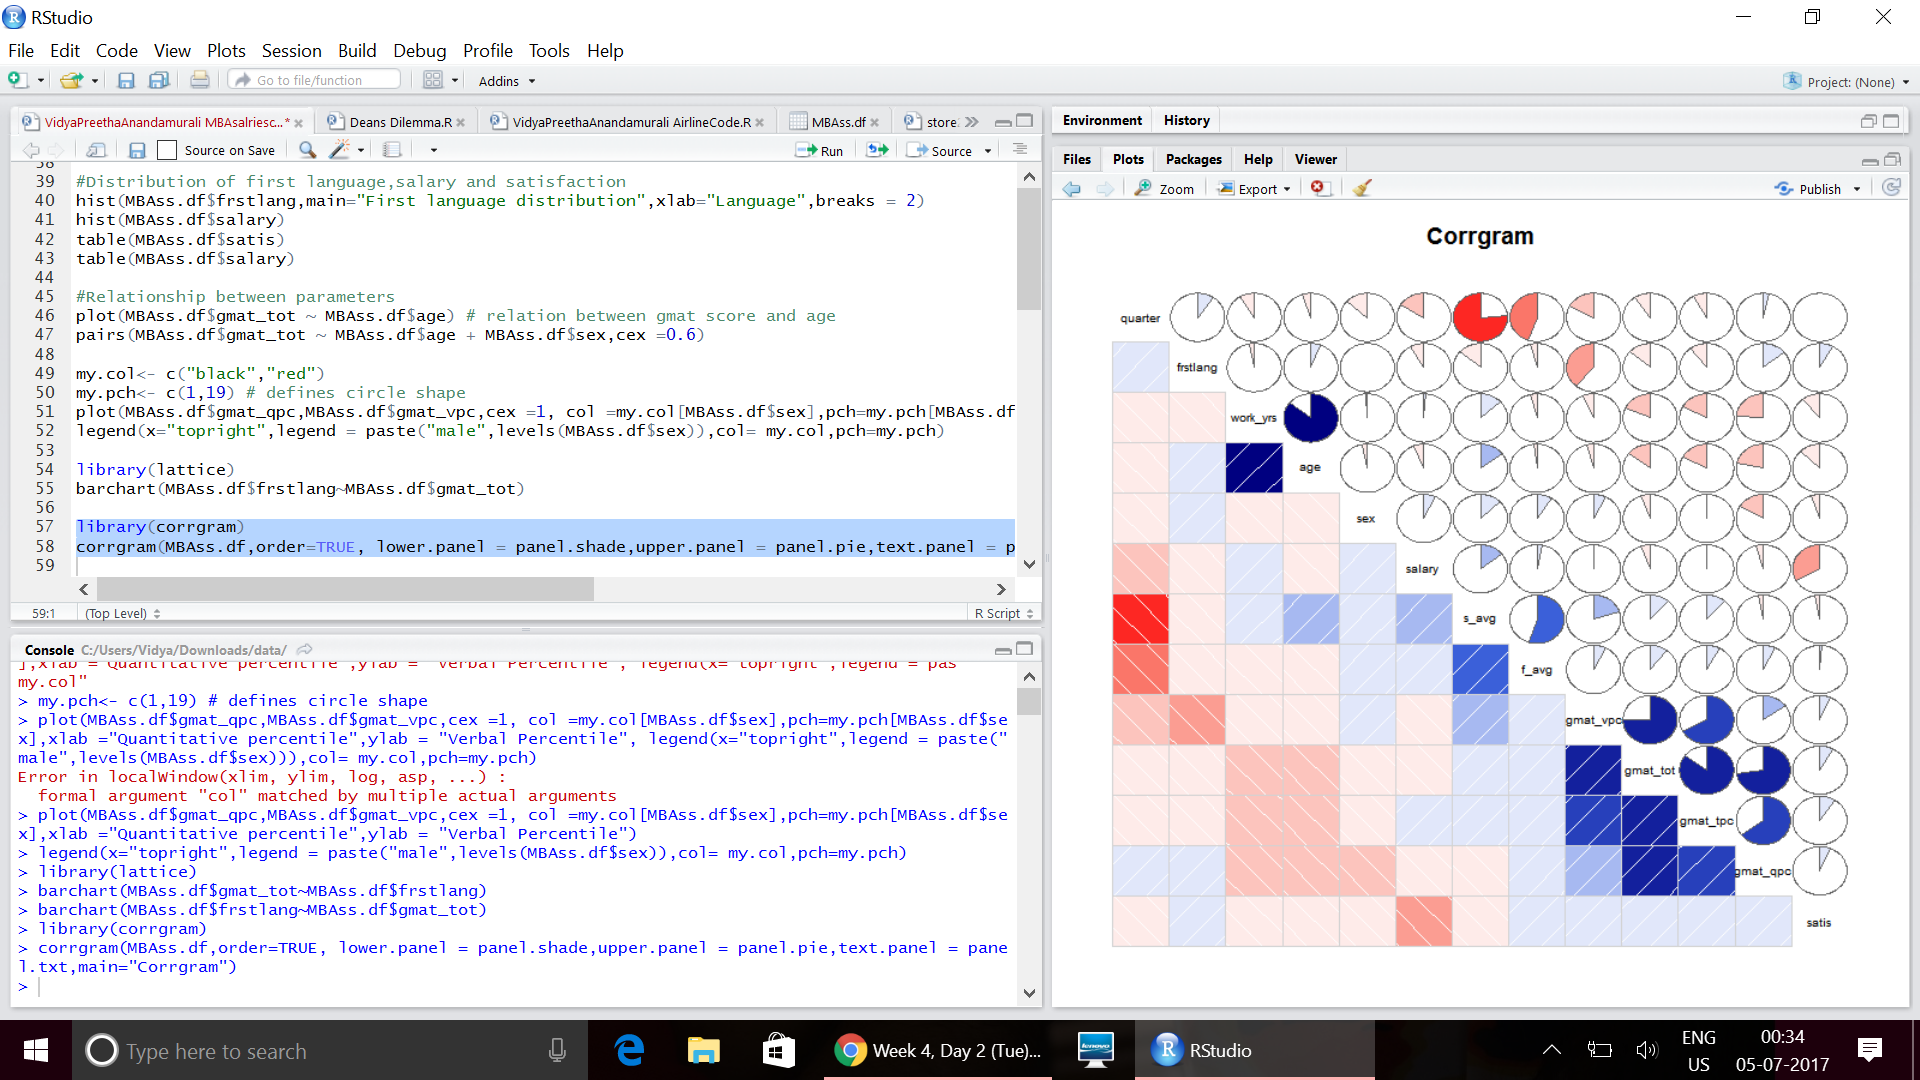 RStudio
File Edit Code View Plots Session Build Debug Profile Tools Help
Go to file/function Addins Project: (None)
VidyaPreethaAnandamurali MBAsalriesc...* Deans Dilemma.R VidyaPreethaAnandamurali AirlineCode.R MBAss.df store
Source on Save Run Source
38
39 #Distribution of first language,salary and satisfaction
40 hist(MBAss.df$frstlang,main="First language distribution",xlab="Language",breaks = 2)
41 hist(MBAss.df$salary)
42 table(MBAss.df$satis)
43 table(MBAss.df$salary)
44
45 #Relationship between parameters
46 plot(MBAss.df$gmat_tot ~ MBAss.df$age) # relation between gmat score and age
47 pairs(MBAss.df$gmat_tot ~ MBAss.df$age + MBAss.df$sex,cex =0.6)
48
49 my.col<- c("black","red")
50 my.pch<- c(1,19) # defines circle shape
51 plot(MBAss.df$gmat_qpc,MBAss.df$gmat_vpc,cex =1, col =my.col[MBAss.df$sex],pch=my.pch[MBAss.df
52 legend(x="topright",legend = paste("male",levels(MBAss.df$sex)),col= my.col,pch=my.pch)
53
54 library(lattice)
55 barchart(MBAss.df$frstlang~MBAss.df$gmat_tot)
56
57 library(corrgram)
58 corrgram(MBAss.df,order=TRUE, lower.panel = panel.shade,upper.panel = panel.pie,text.panel = p
59
59:1 (Top Level) R Script
Console C:/Users/Vidya/Downloads/data/
],xlab ="Quantitative percentile",ylab = "Verbal Percentile", legend(x="topright",legend = pas
my.col"
> my.pch<- c(1,19) # defines circle shape
> plot(MBAss.df$gmat_qpc,MBAss.df$gmat_vpc,cex =1, col =my.col[MBAss.df$sex],pch=my.pch[MBAss.df$se
x],xlab ="Quantitative percentile",ylab = "Verbal Percentile", legend(x="topright",legend = paste("
male",levels(MBAss.df$sex))),col= my.col,pch=my.pch)
Error in localWindow(xlim, ylim, log, asp, ...) :
formal argument "col" matched by multiple actual arguments
> plot(MBAss.df$gmat_qpc,MBAss.df$gmat_vpc,cex =1, col =my.col[MBAss.df$sex],pch=my.pch[MBAss.df$se
x],xlab ="Quantitative percentile",ylab = "Verbal Percentile")
> legend(x="topright",legend = paste("male",levels(MBAss.df$sex)),col= my.col,pch=my.pch)
> library(lattice)
> barchart(MBAss.df$gmat_tot~MBAss.df$frstlang)
> barchart(MBAss.df$frstlang~MBAss.df$gmat_tot)
> library(corrgram)
> corrgram(MBAss.df,order=TRUE, lower.panel = panel.shade,upper.panel = panel.pie,text.panel = pane
l.txt,main="Corrgram")
>
Environment History
Files Plots Packages Help Viewer
Zoom Export Publish
Corrgram
quarter
frstlang
work_yrs
age
sex
salary
s_avg
f_avg
gmat_vpc
gmat_tot
gmat_tpc
gmat_qpc
satis
Type here to search
Week 4, Day 2 (Tue)...
lenovo
RStudio
ENG
US
00:34
05-07-2017